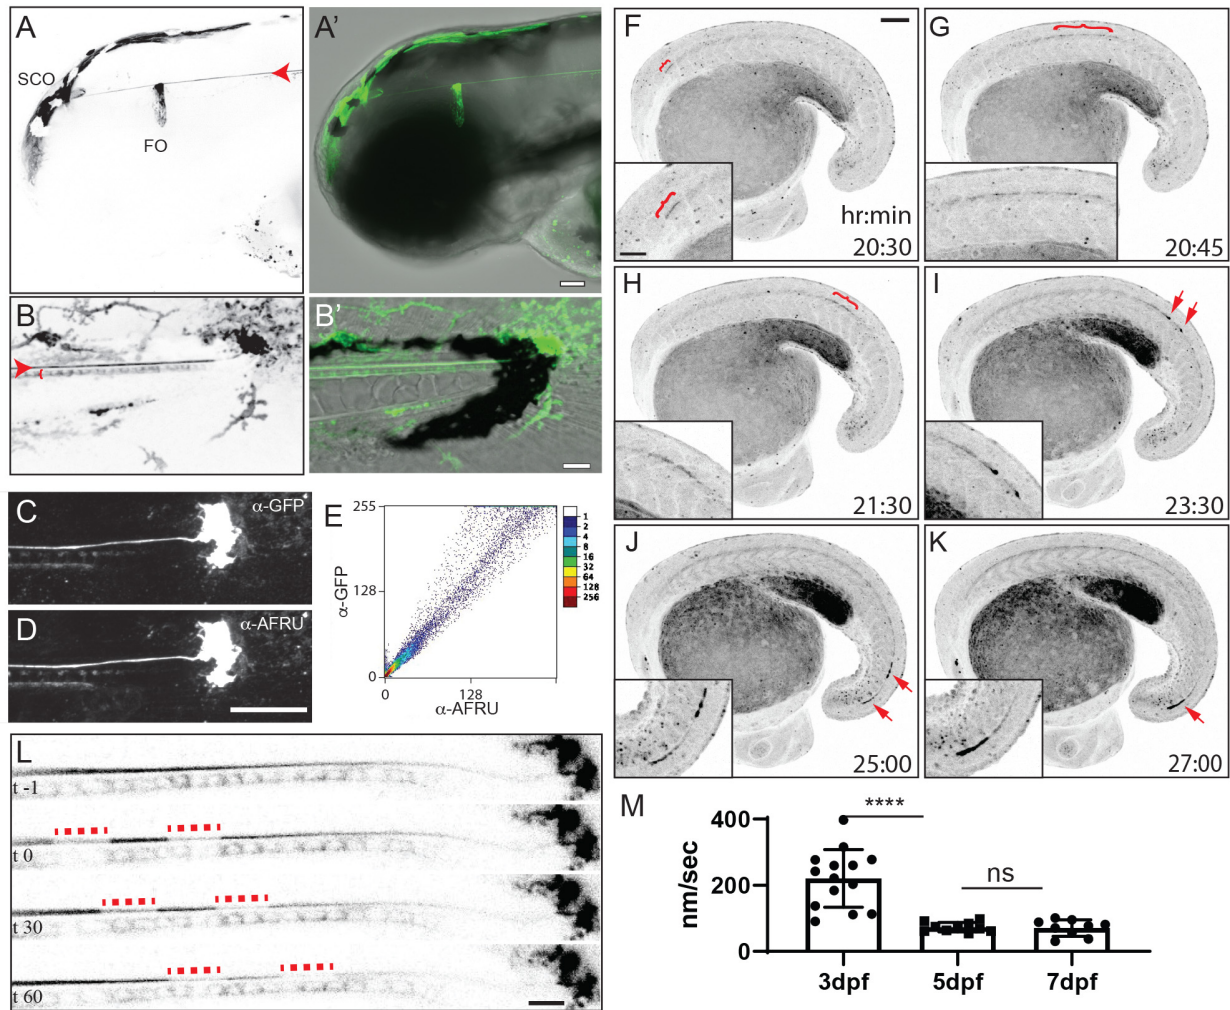 A
SCO
FO
A'
B
B'
C
α-GFP
D
α-AFRU
E
255
128
0
α-GFP
0
128
α-AFRU
1
2
4
8
16
32
64
128
256
F
hr:min
20:30
G
20:45
H
21:30
I
23:30
J
25:00
K
27:00
L
t -1
t 0
t 30
t 60
M
****
ns
400
200
0
nm/sec
3dpf
5dpf
7dpf